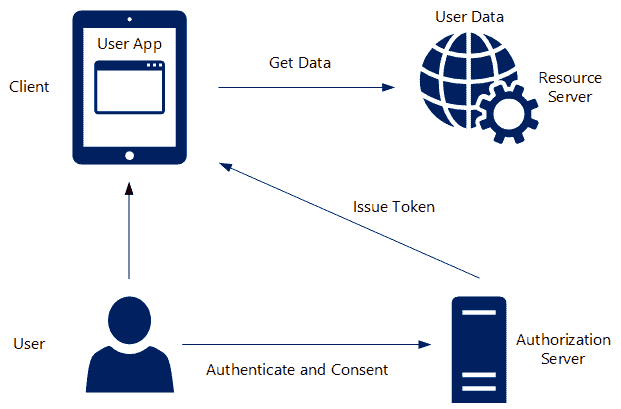 User Data
User App
Get Data
Client
Resource
Server
Issue Token
User
Authorization
Server
Authenticate and Consent